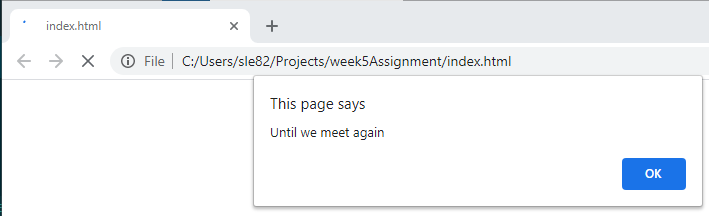 index.html
File C:/Users/sle82/Projects/week5Assignment/index.html
This page says
Until we meet again
OK